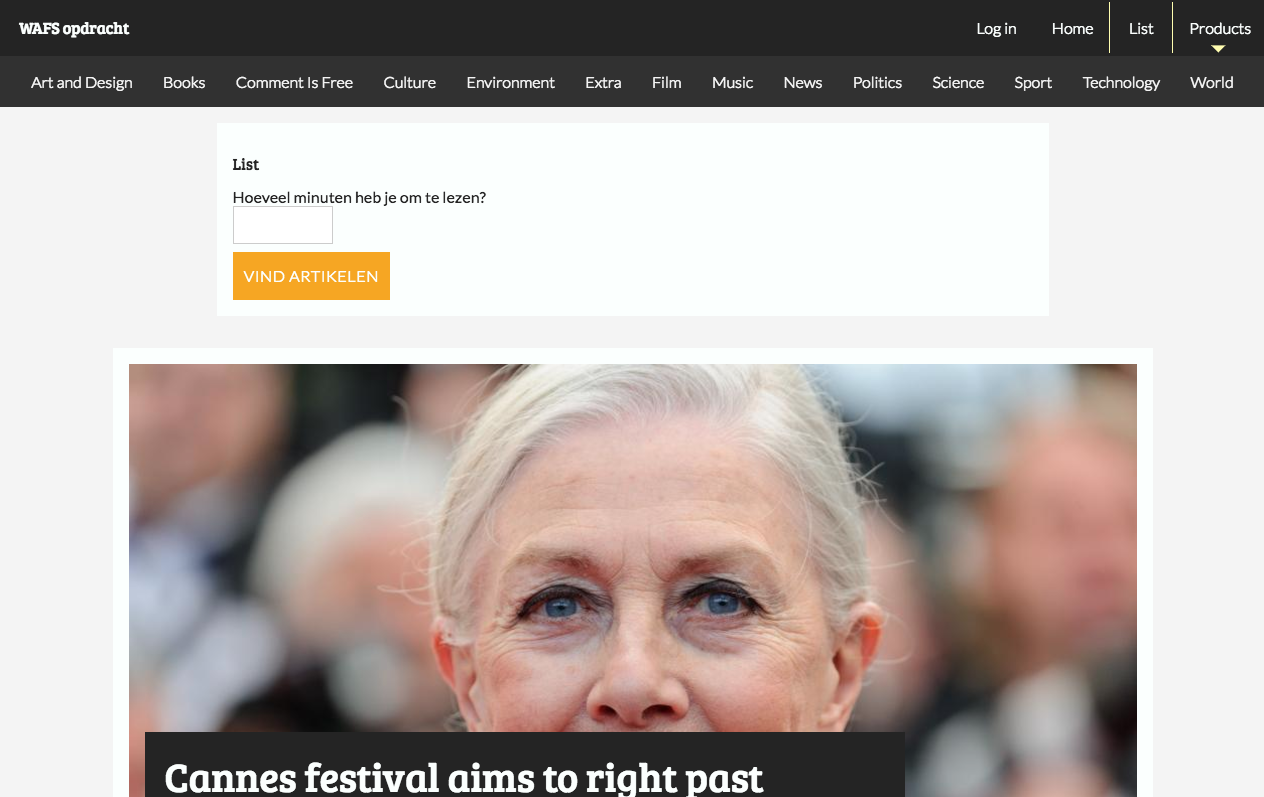 WAFS opdracht Log in Home List Products
Art and Design Books Comment Is Free Culture Environment Extra Film Music News Politics Science Sport Technology World
List
Hoeveel minuten heb je om te lezen?
VIND ARTIKELEN
Cannes festival aims to right past